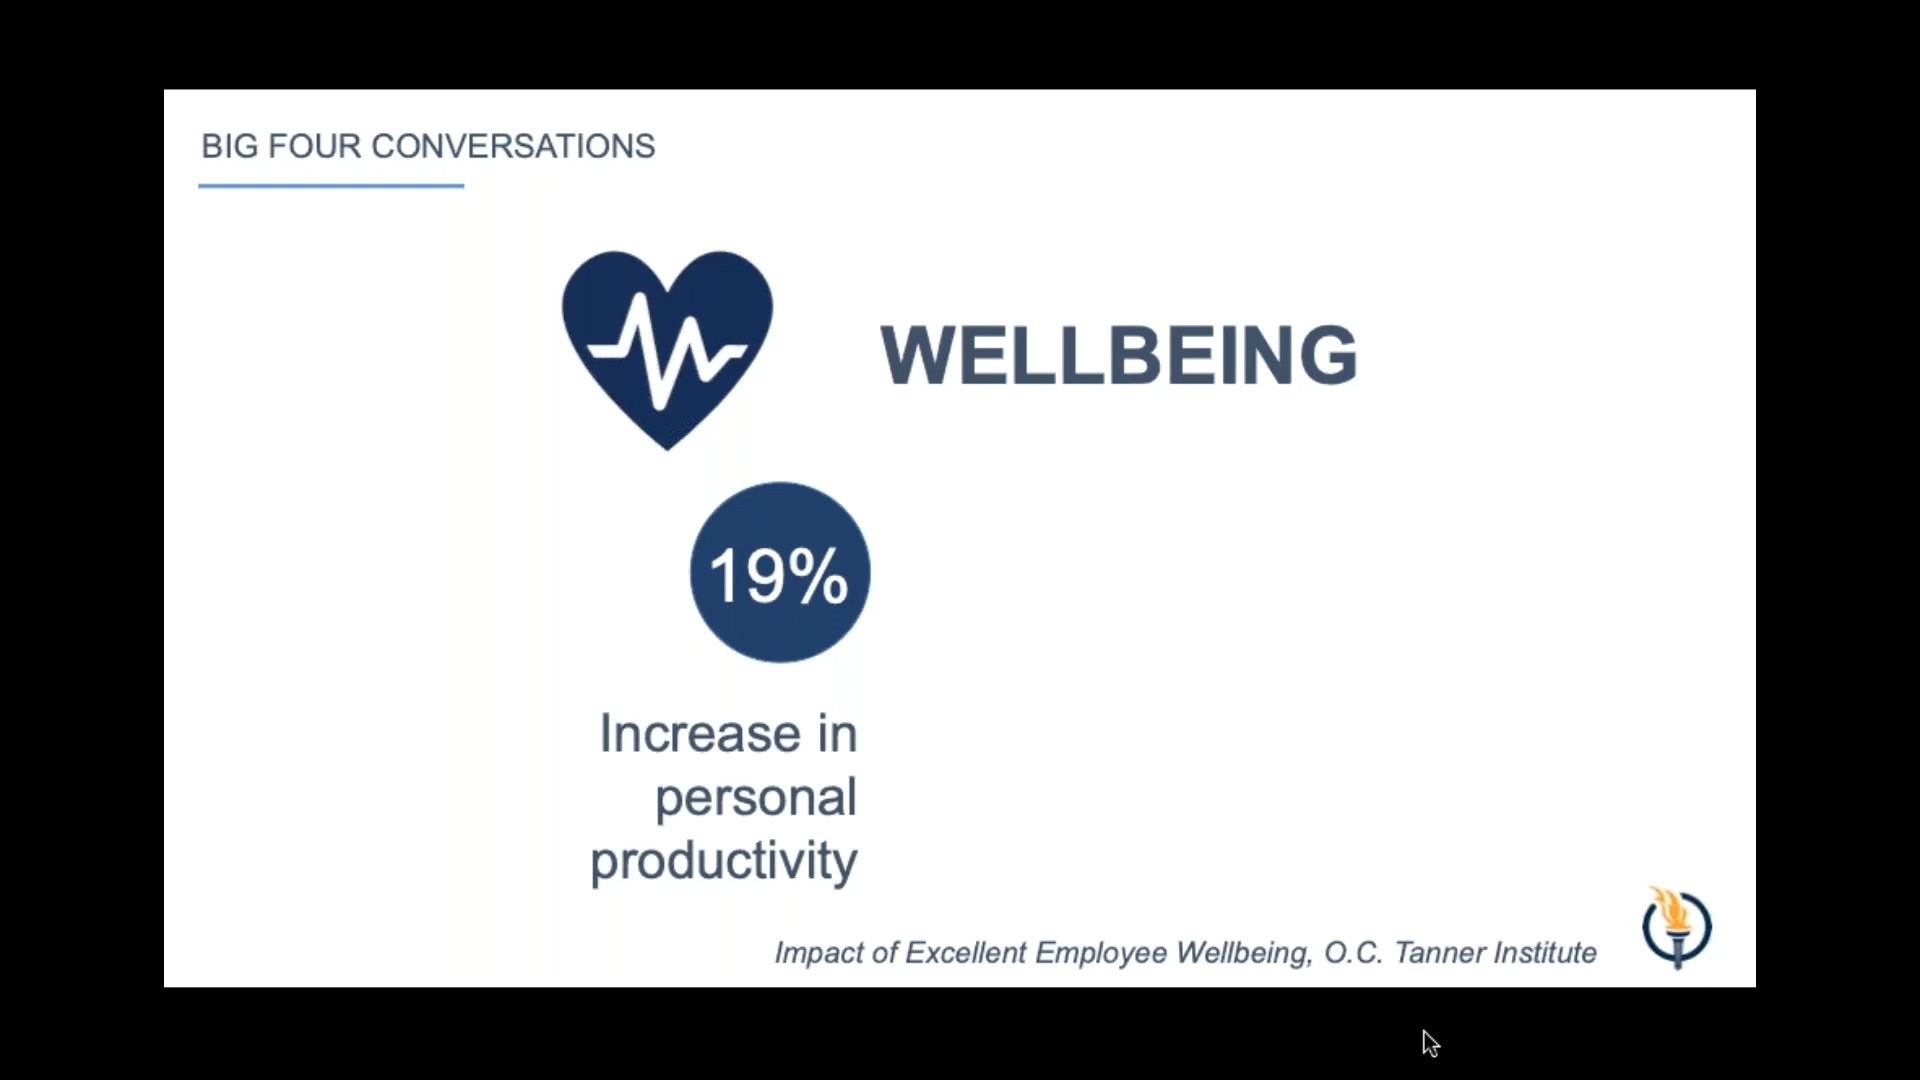 BIG FOUR CONVERSATIONS
WELLBEING
19%
Increase in
personal
productivity
Impact of Excellent Employee Wellbeing, O.C. Tanner Institute